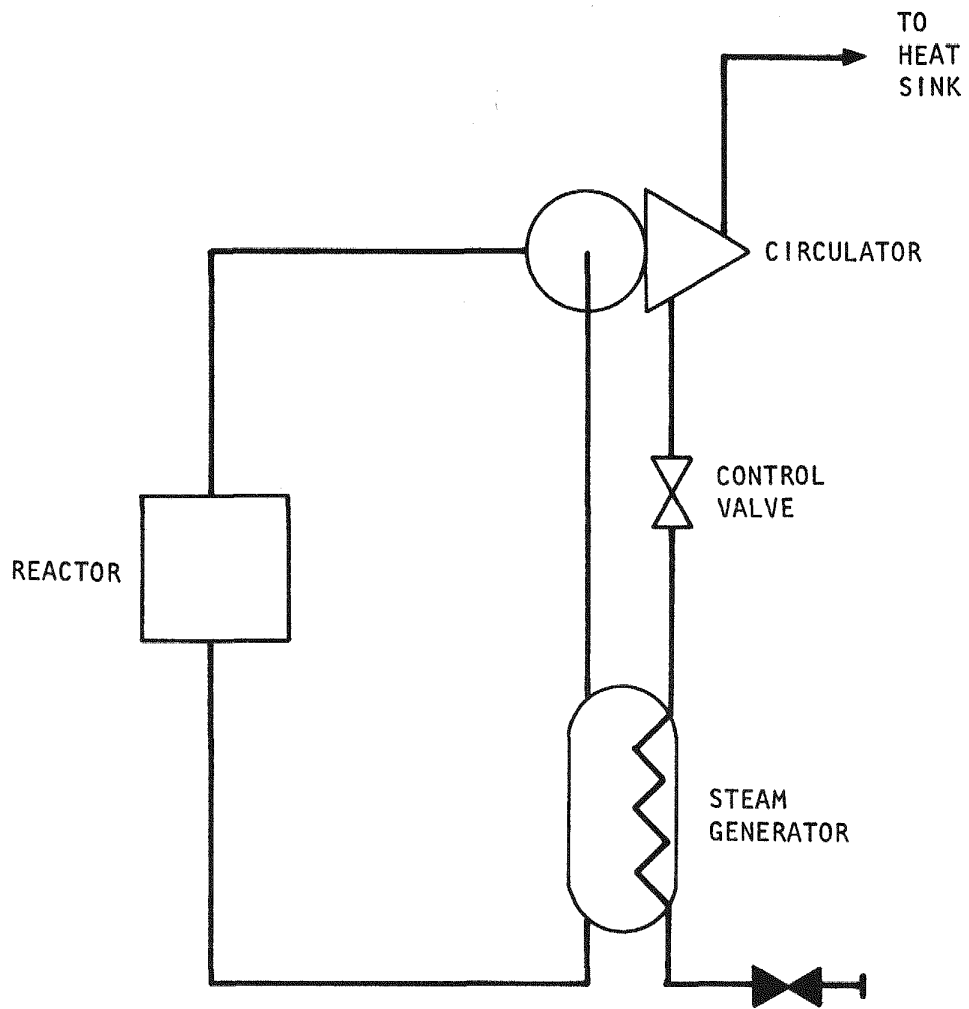 TO
HEAT
SINK
CIRCULATOR
CONTROL
VALVE
REACTOR
STEAM
GENERATOR